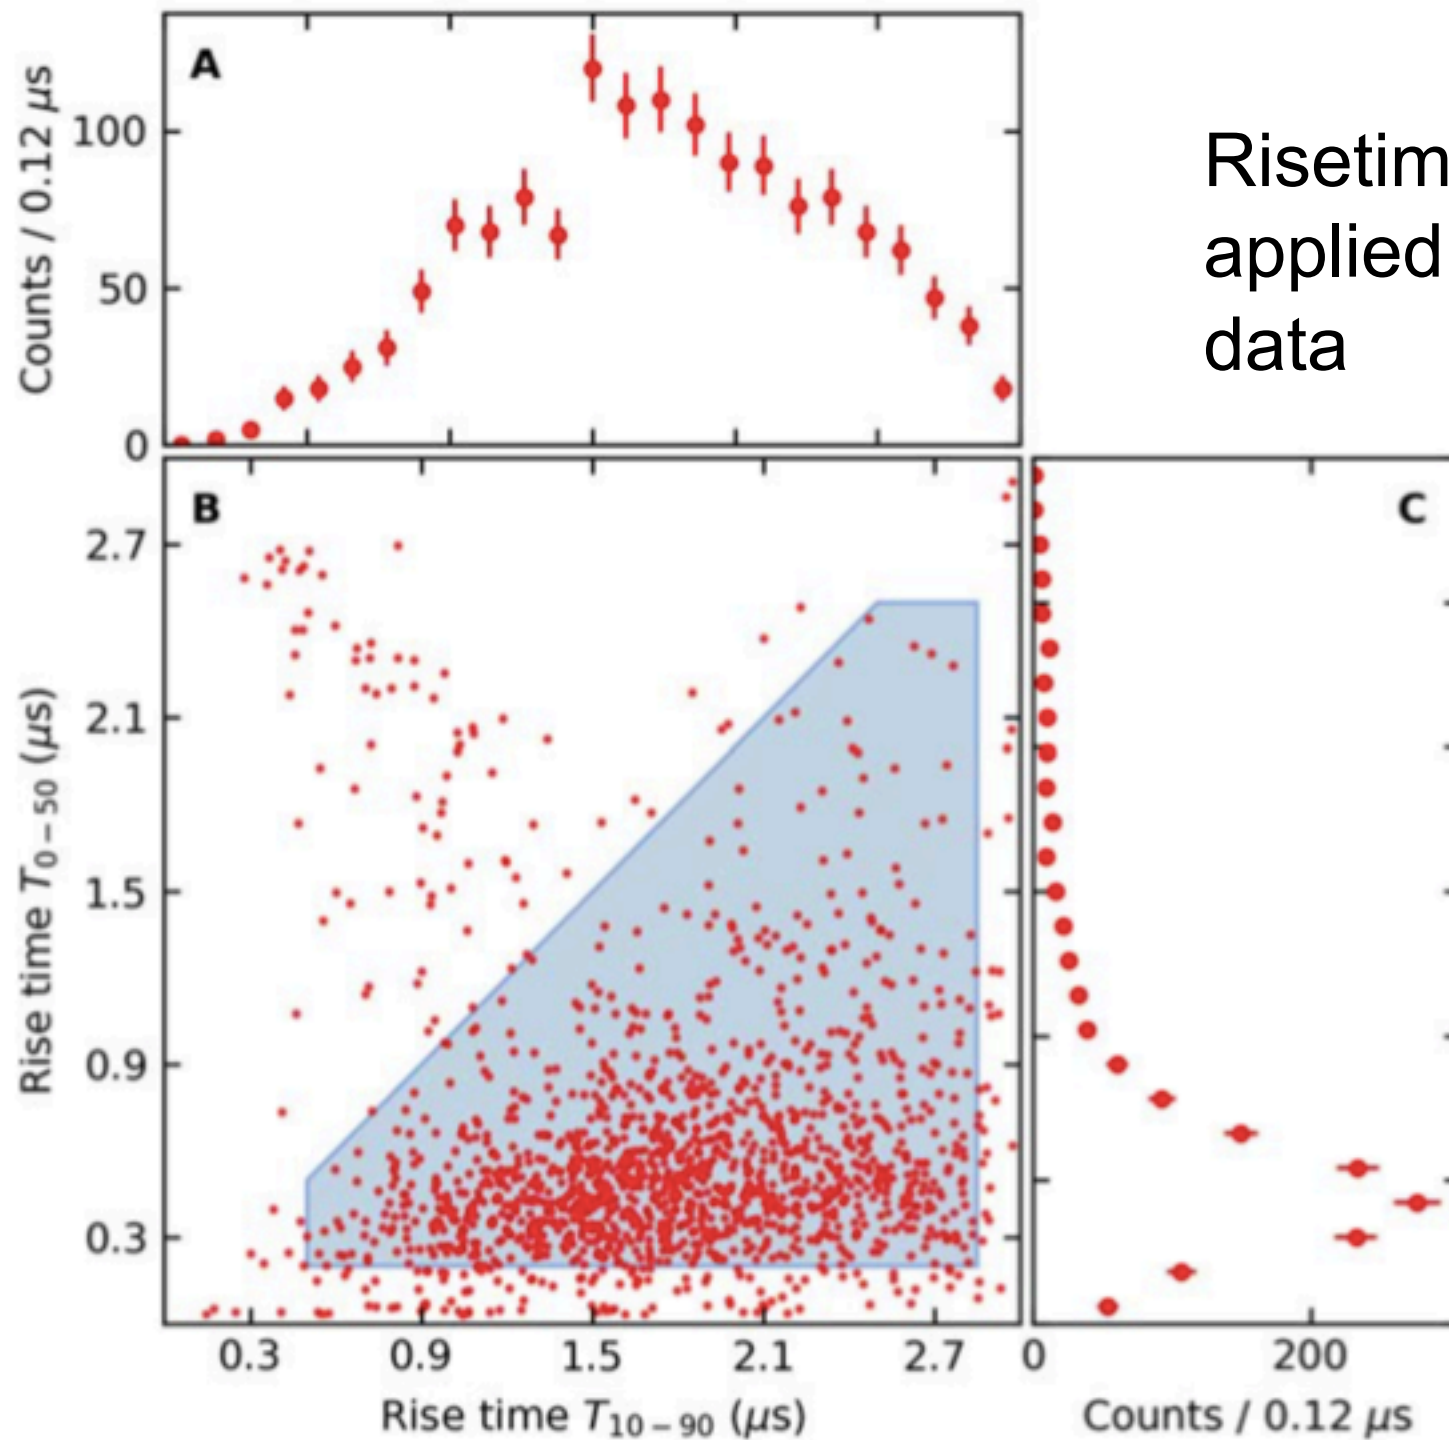 A
Counts / 0.12 μs
100
50
0
Risetim
applied
data
B
Rise time T0−50 (μs)
2.7
2.1
1.5
0.9
0.3
0.3 0.9 1.5 2.1 2.7
Rise time T10−90 (μs)
C
0 200
Counts / 0.12 μs